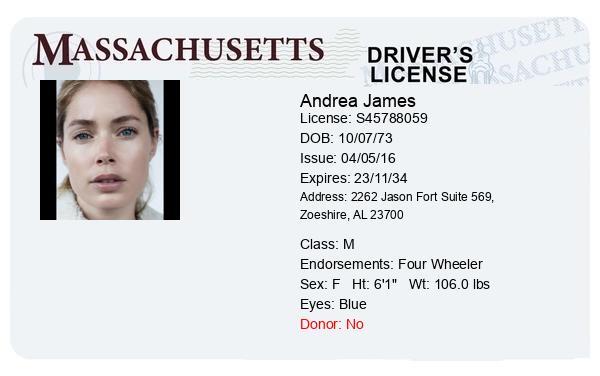 MASSACHUSETTS
DRIVER'S
LICENSE
Andrea James
License: S45788059
DOB: 10/07/73
Issue: 04/05/16
Expires: 23/11/34
Address: 2262 Jason Fort Suite 569,
Zoeshire, AL 23700
Class: M
Endorsements: Four Wheeler
Sex: F Ht: 6'1" Wt: 106.0 lbs
Eyes: Blue
Donor: No